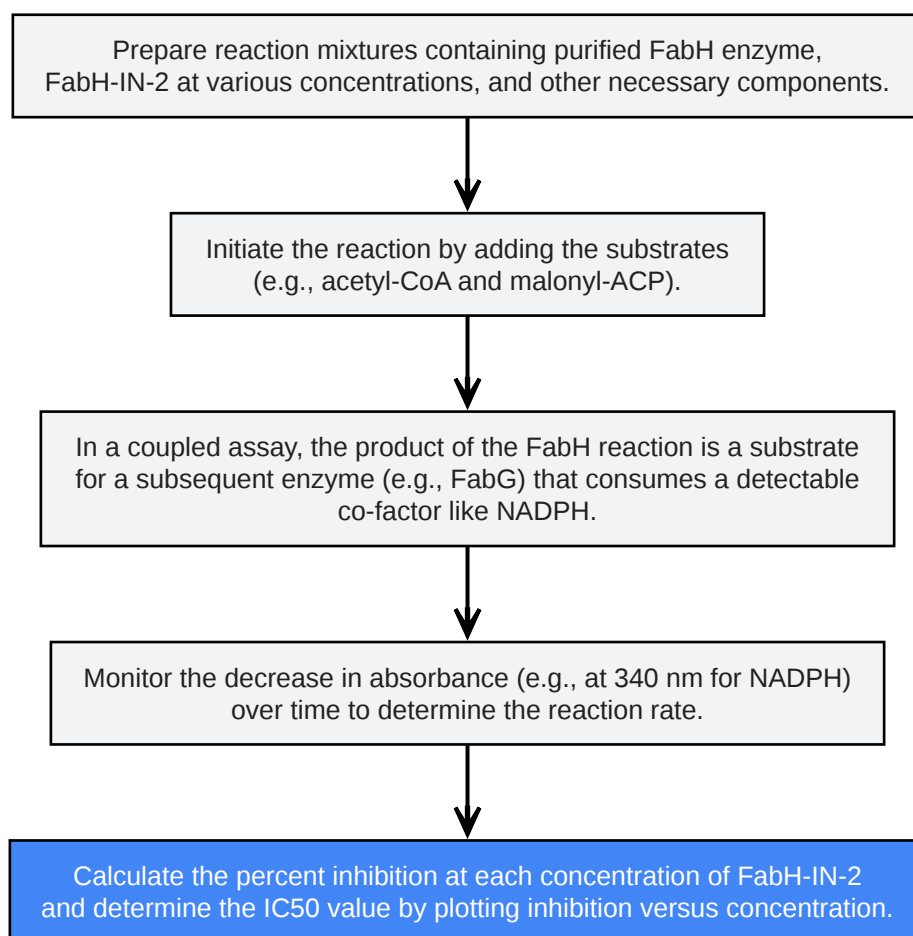 Prepare reaction mixtures containing purified FabH enzyme,
FabH-IN-2 at various concentrations, and other necessary components.
Initiate the reaction by adding the substrates
(e.g., acetyl-CoA and malonyl-ACP).
In a coupled assay, the product of the FabH reaction is a substrate
for a subsequent enzyme (e.g., FabG) that consumes a detectable
co-factor like NADPH.
Monitor the decrease in absorbance (e.g., at 340 nm for NADPH)
over time to determine the reaction rate.
Calculate the percent inhibition at each concentration of FabH-IN-2
and determine the IC50 value by plotting inhibition versus concentration.